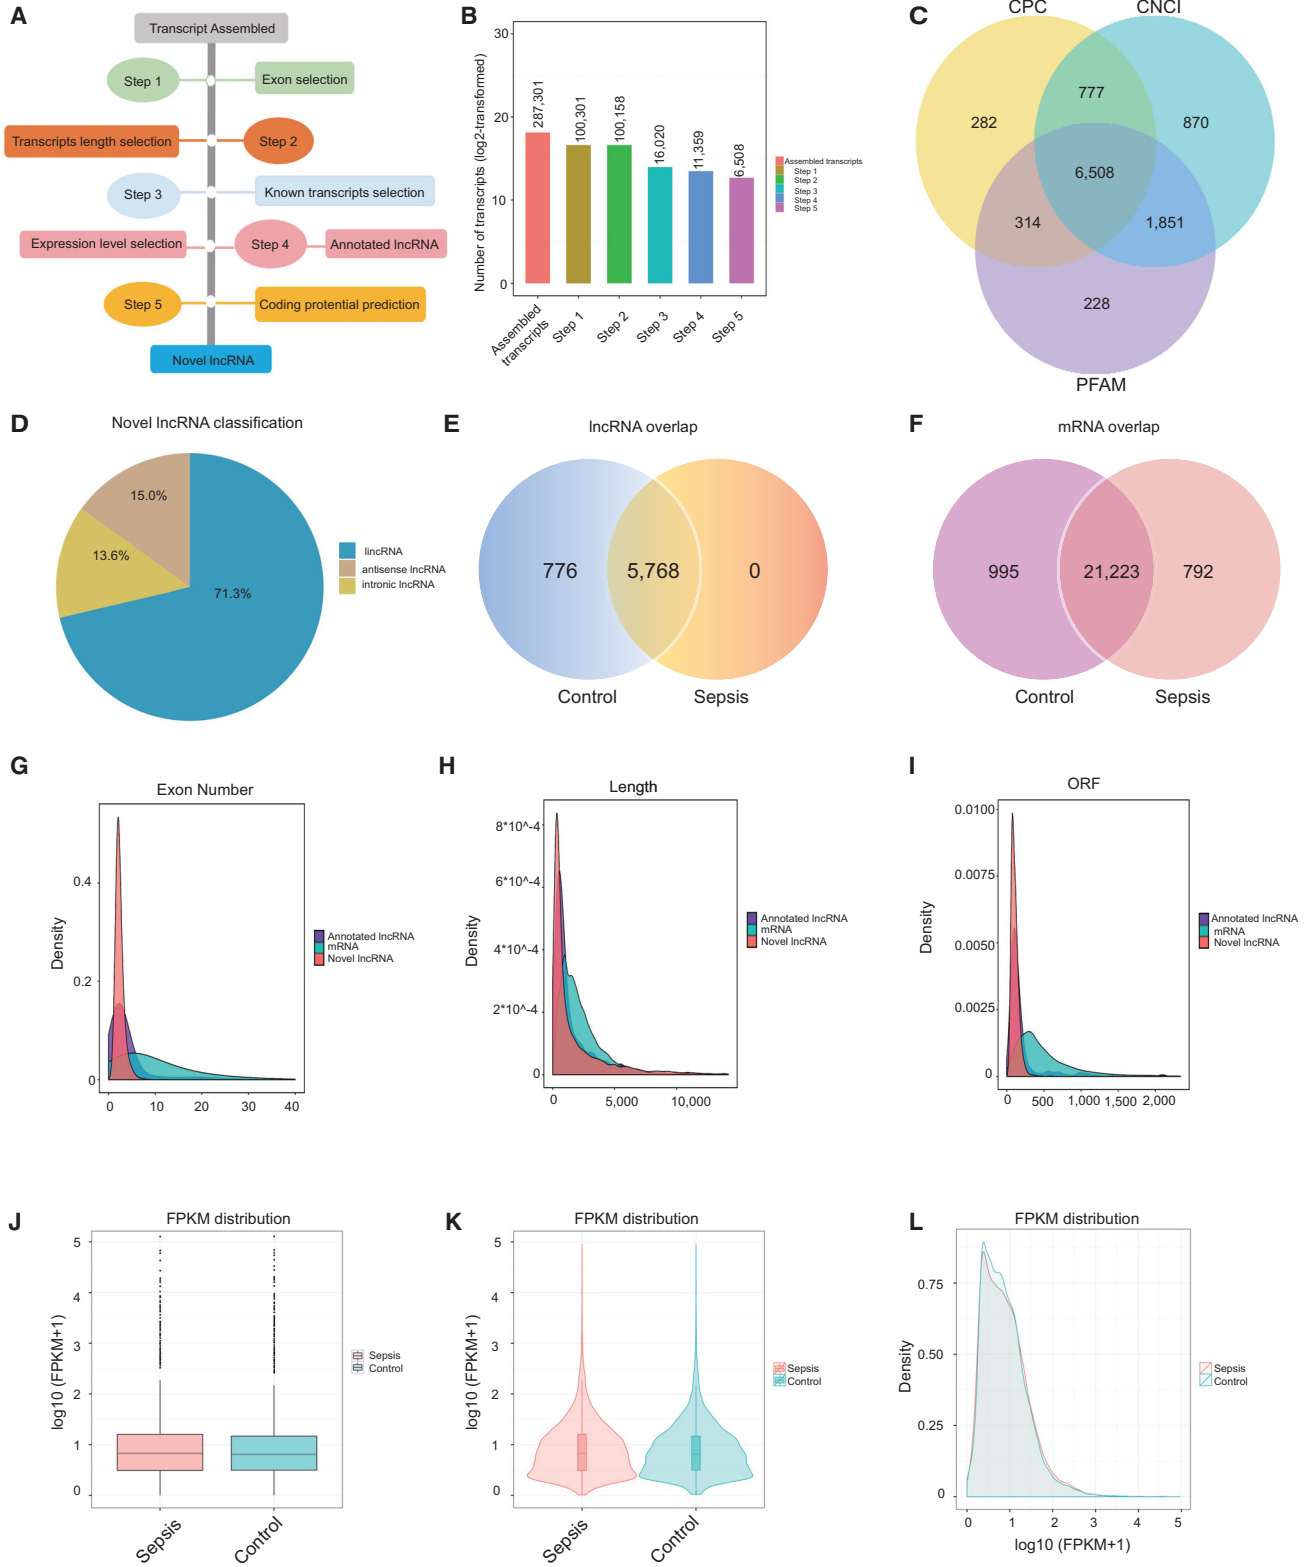 A
Transcript Assembled
Step 1
Exon selection
Transcripts length selection
Step 2
Step 3
Known transcripts selection
Expression level selection
Step 4
Annotated lncRNA
Step 5
Coding protential prediction
Novel lncRNA
B
Number of transcripts (log2-transformed)
30
20
10
0
287,301
100,301
100,158
16,020
11,359
6,508
Assembled transcripts
Step 1
Step 2
Step 3
Step 4
Step 5
Assembled transcripts
Step 1
Step 2
Step 3
Step 4
Step 5
C
CPC
CNCI
777
282
870
6,508
314
1,851
228
PFAM
D
Novel lncRNA classification
15.0%
13.6%
71.3%
lincRNA
antisense lncRNA
intronic lncRNA
E
lncRNA overlap
776
5,768
0
Control
Sepsis
F
mRNA overlap
995
21,223
792
Control
Sepsis
G
Exon Number
Density
0.4
0.2
0
0
10
20
30
40
Annotated lncRNA
mRNA
Novel lncRNA
H
Length
Density
8*10^-4
6*10^-4
4*10^-4
2*10^-4
0
0
5,000
10,000
Annotated lncRNA
mRNA
Novel lncRNA
I
ORF
Density
0.0100
0.0075
0.0050
0.0025
0
0
500
1,000
1,500
2,000
Annotated lncRNA
mRNA
Novel lncRNA
J
FPKM distribution
log10 (FPKM+1)
5
4
3
2
1
0
Sepsis
Control
Sepsis
Control
K
FPKM distribution
log10 (FPKM+1)
5
4
3
2
1
0
Sepsis
Control
Sepsis
Control
L
FPKM distribution
Density
0.75
0.50
0.25
0
0
1
2
3
4
5
log10 (FPKM+1)
Sepsis
Control